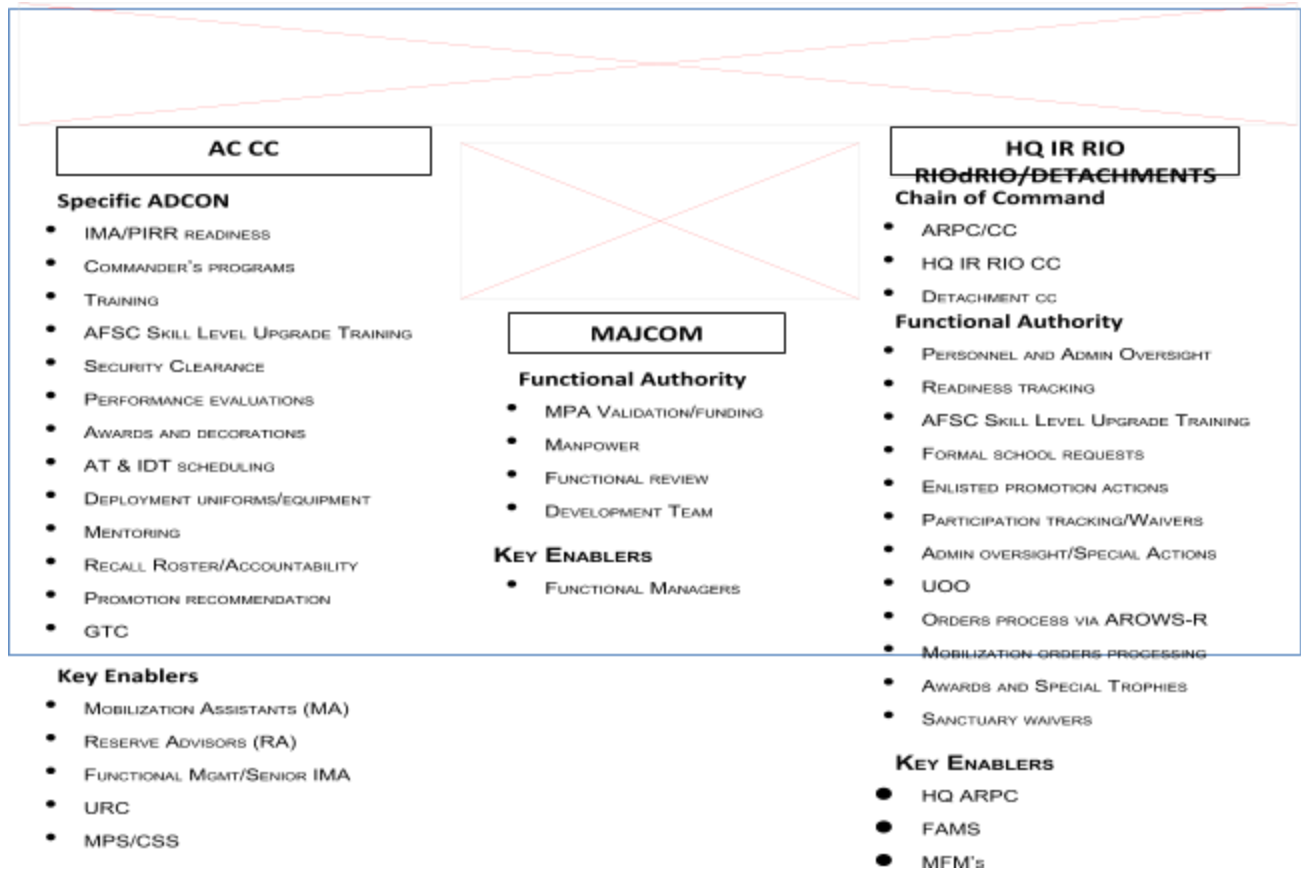 AC CC
Specific ADCON
• IMA/PIRR READINESS
• COMMANDER'S PROGRAMS
• TRAINING
• AFSC SKILL LEVEL UPGRADE TRAINING
• SECURITY CLEARANCE
• PERFORMANCE EVALUATIONS
• AWARDS AND DECORATIONS
• AT & IDT SCHEDULING
• DEPLOYMENT UNIFORMS/EQUIPMENT
• MENTORING
• RECALL ROSTER/ACCOUNTABILITY
• PROMOTION RECOMMENDATION
• GTC
Key Enablers
• MOBILIZATION ASSISTANTS (MA)
• RESERVE ADVISORS (RA)
• FUNCTIONAL MGMT/SENIOR IMA
• URC
• MPS/CSS
MAJCOM
Functional Authority
• MPA VALIDATION/FUNDING
• MANPOWER
• FUNCTIONAL REVIEW
• DEVELOPMENT TEAM
KEY ENABLERS
• FUNCTIONAL MANAGERS
HQ IR RIO
RIOdRIO/DETACHMENTS
Chain of Command
• ARPC/CC
• HQ IR RIO CC
• DETACHMENT CC
Functional Authority
• PERSONNEL AND ADMIN OVERSIGHT
• READINESS TRACKING
• AFSC SKILL LEVEL UPGRADE TRAINING
• FORMAL SCHOOL REQUESTS
• ENLISTED PROMOTION ACTIONS
• PARTICIPATION TRACKING/WAIVERS
• ADMIN OVERSIGHT/SPECIAL ACTIONS
• UOO
• ORDERS PROCESS VIA AROWS-R
• MOBILIZATION ORDERS PROCESSING
• AWARDS AND SPECIAL TROPHIES
• SANCTUARY WAIVERS
KEY ENABLERS
• HQ ARPC
• FAMS
• MFM's